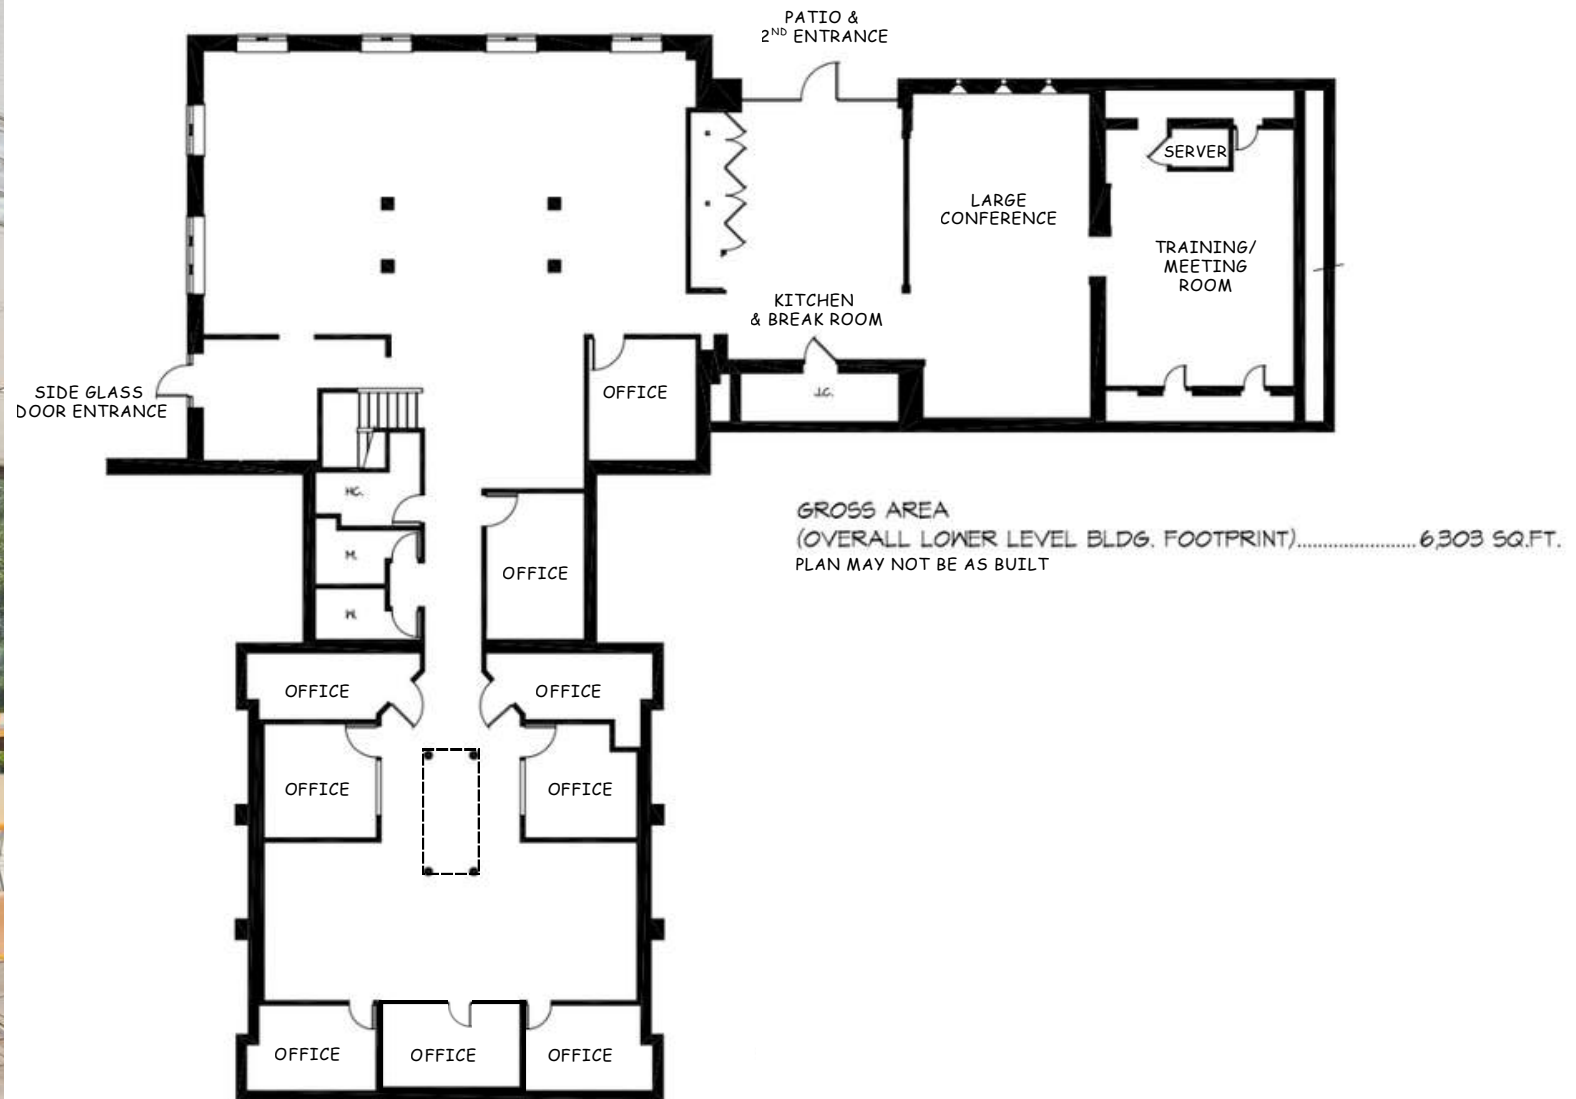 PATIO &
2ND ENTRANCE
SERVER
LARGE
CONFERENCE
TRAINING/
MEETING
ROOM
KITCHEN
& BREAK ROOM
SIDE GLASS
DOOR ENTRANCE
OFFICE
J.C.
HC.
M.
W.
OFFICE
GROSS AREA
(OVERALL LOWER LEVEL BLDG. FOOTPRINT)...................... 6,303 SQ.FT.
PLAN MAY NOT BE AS BUILT
OFFICE
OFFICE
OFFICE
OFFICE
OFFICE
OFFICE
OFFICE